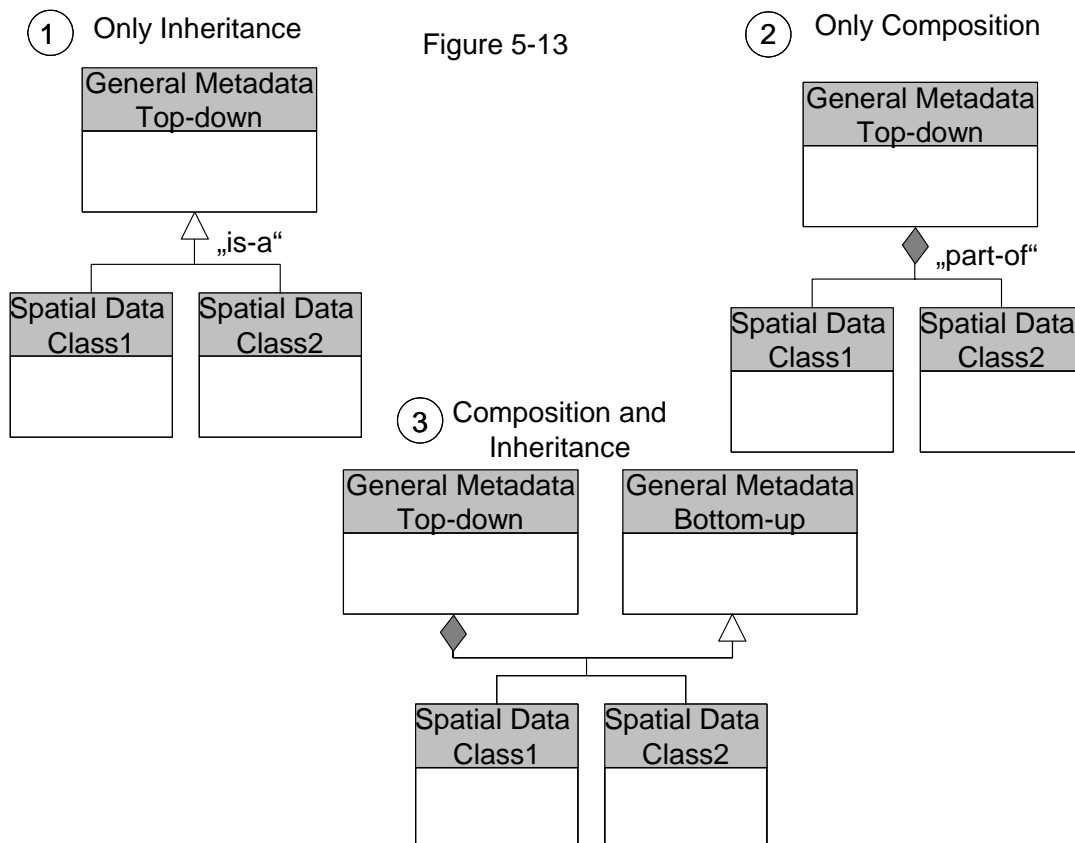 1
Only Inheritance
Figure 5-13
2
Only Composition
General Metadata
Top-down
„is-a“
Spatial Data
Class1
Spatial Data
Class2
General Metadata
Top-down
„part-of“
Spatial Data
Class1
Spatial Data
Class2
3
Composition and
Inheritance
General Metadata
Top-down
General Metadata
Bottom-up
Spatial Data
Class1
Spatial Data
Class2